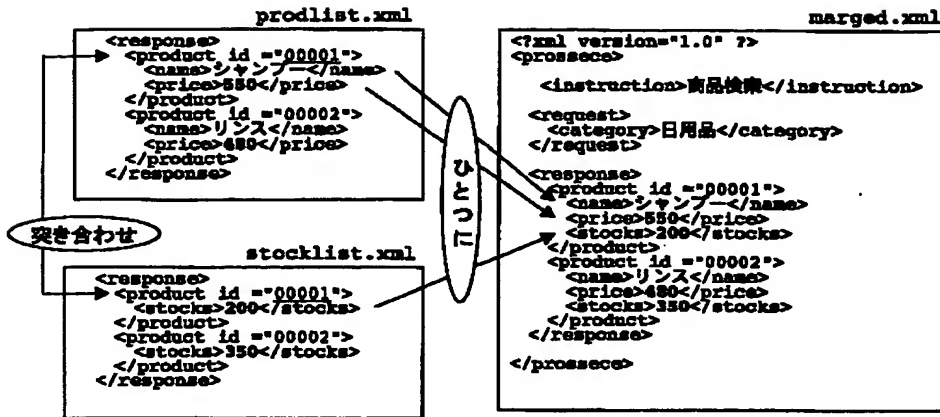 prodlist.xml
<response>
<product id ="00001">
<name>シャンプー</name>
<price>550</price>
</product>
<product id ="00002">
<name>リンス</name>
<price>480</price>
</product>
</response>
突き合わせ
stocklist.xml
<response>
<product id ="00001">
<stocks>200</stocks>
</product>
<product id ="00002">
<stocks>350</stocks>
</product>
</response>
marged.xml
<?xml version="1.0" ?>
<prossece>
<instruction>商品検索</instruction>
<request>
<category>日用品</category>
</request>
<response>
<product id ="00001">
<name>シャンプー</name>
<price>550</price>
<stocks>200</stocks>
</product>
<product id ="00002">
<name>リンス</name>
<price>480</price>
<stocks>350</stocks>
</product>
</response>
</prossece>